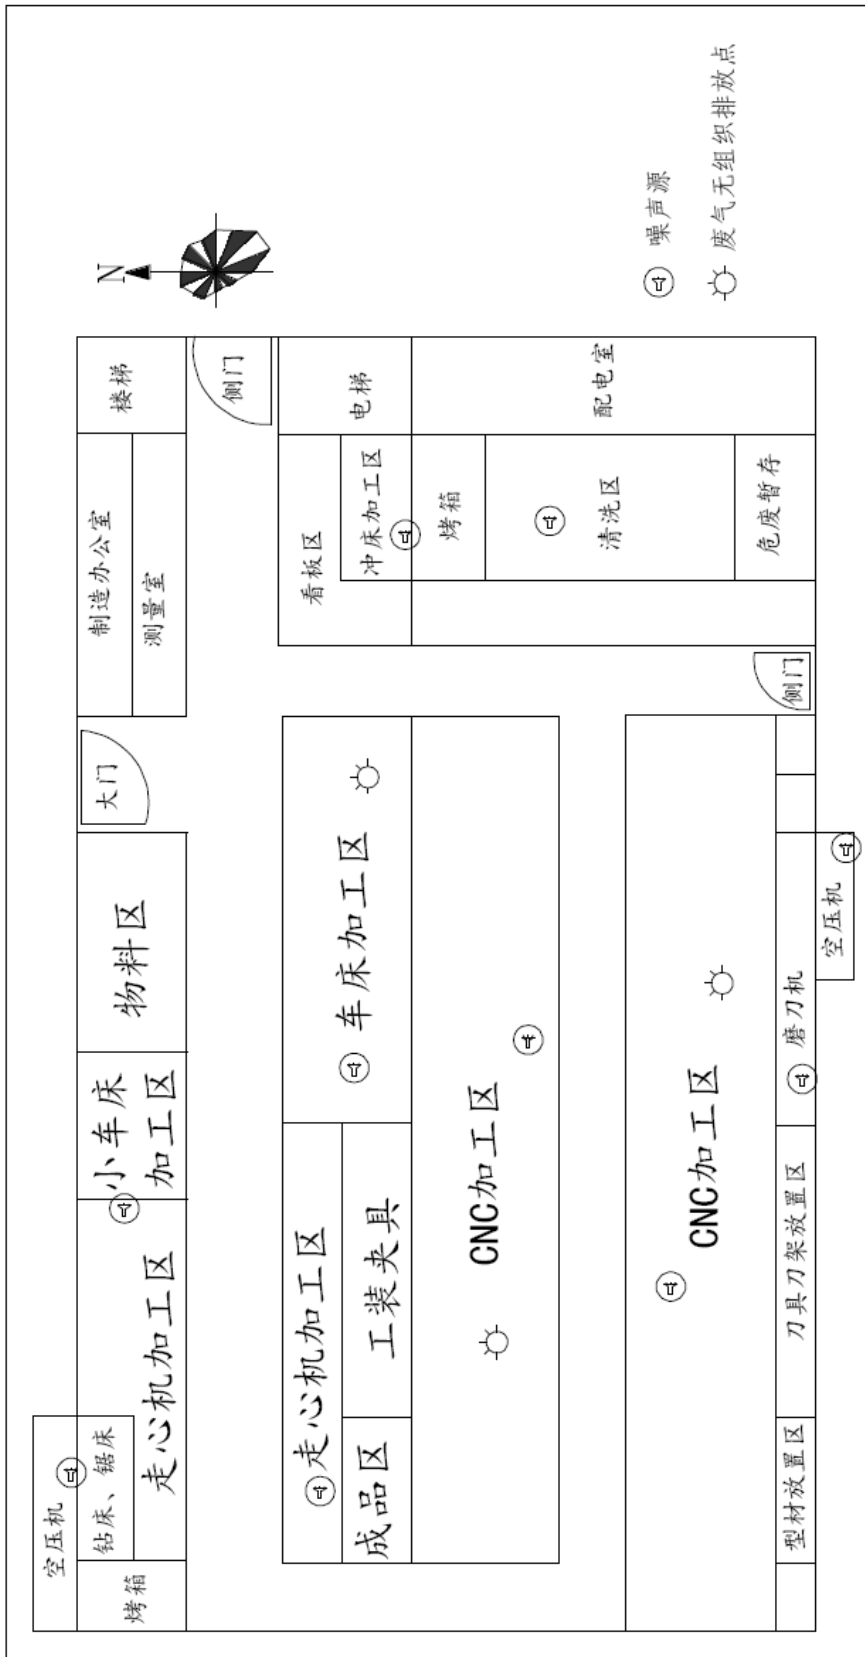 N
噪声源
废气无组织排放点
楼梯
侧门
电梯
配电室
制造办公室
测量室
看板区
冲床加工区
烤箱
清洗区
危废暂存
大门
侧门
物料区
小车床
加工区
车床加工区
CNC加工区
CNC加工区
磨刀机
空压机
走心机加工区
走心机加工区
工装夹具
刀具刀架放置区
空压机
钻床、锯床
烤箱
成品区
型材放置区